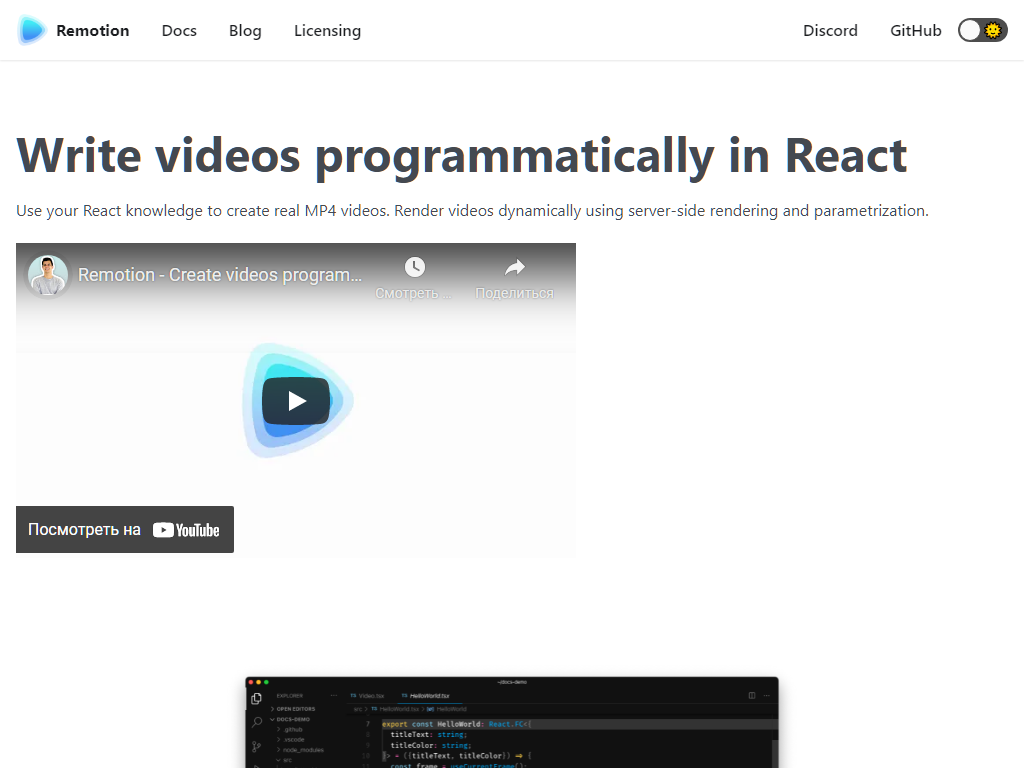 Remotion
Docs
Blog
Licensing
Discord
GitHub
Write videos programmatically in React
Use your React knowledge to create real MP4 videos. Render videos dynamically using server-side rendering and parametrization.
Remotion - Create videos program...
Смотреть ...
Поделиться
Посмотреть на YouTube
~/docs-demo
EXPLORER
TS Video.tsx
TS HelloWorld.tsx
OPEN EDITORS
src > TS HelloWorld.tsx > HelloWorld
DOCS-DEMO
7 export const HelloWorld: React.FC<{
.github
8 titleText: string;
.vscode
9 titleColor: string;
node_modules
10 }> = ({titleText, titleColor}) => {
src
const frame = useCurrentFrame();